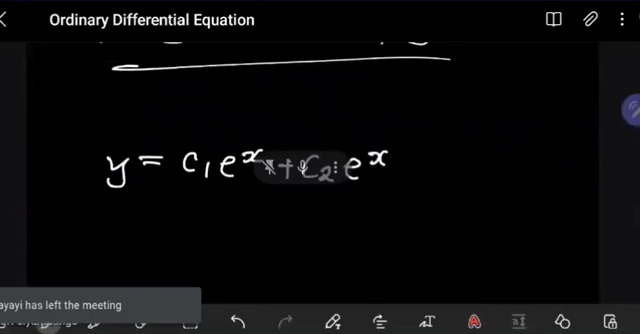 Ordinary Differential Equation
y = c₁eˣ + c₂eˣ
ayayi has left the meeting